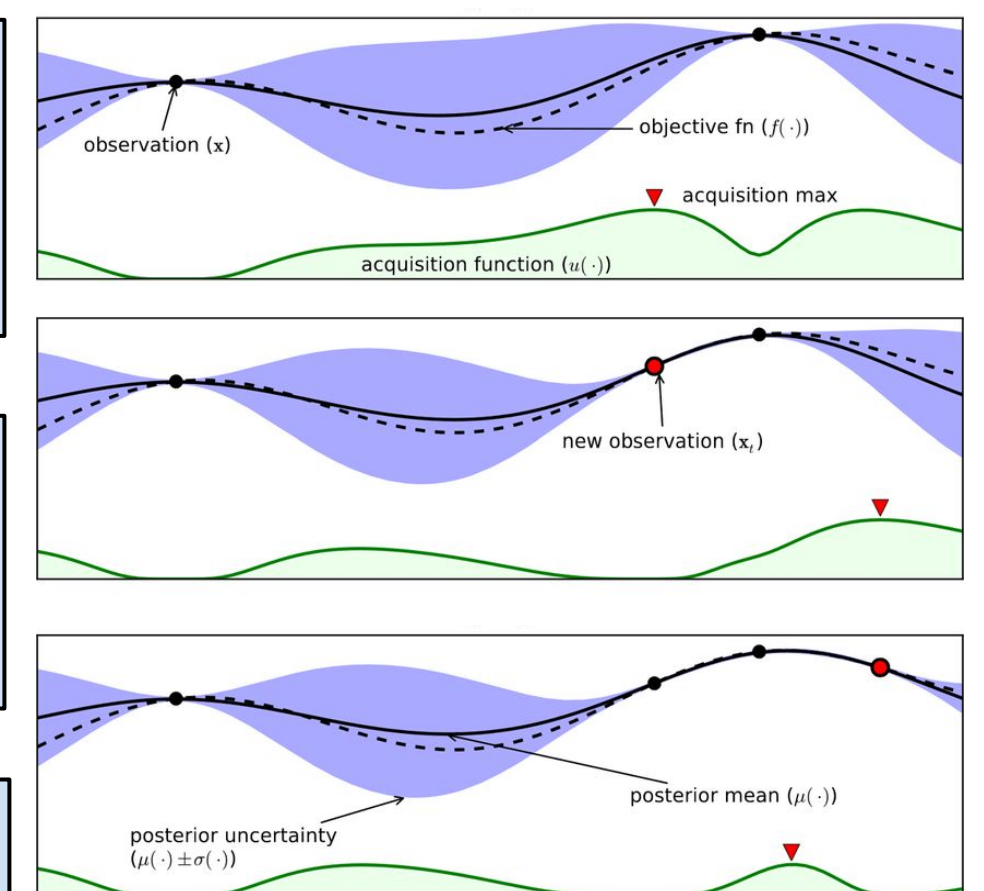 observation (x)
objective fn (f(·))
acquisition max
acquisition function (u(·))
new observation (xₜ)
posterior mean (μ(·))
posterior uncertainty
(μ(·)±σ(·))